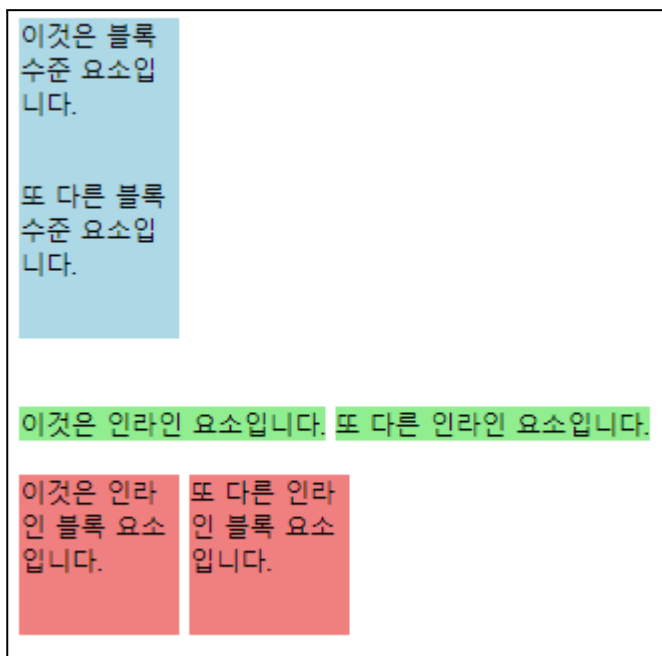 이것은 블록
수준 요소입
니다.
또 다른 블록
수준 요소입
니다.
이것은 인라인 요소입니다. 또 다른 인라인 요소입니다.
이것은 인라
인 블록 요소
입니다.
또 다른 인라
인 블록 요소
입니다.